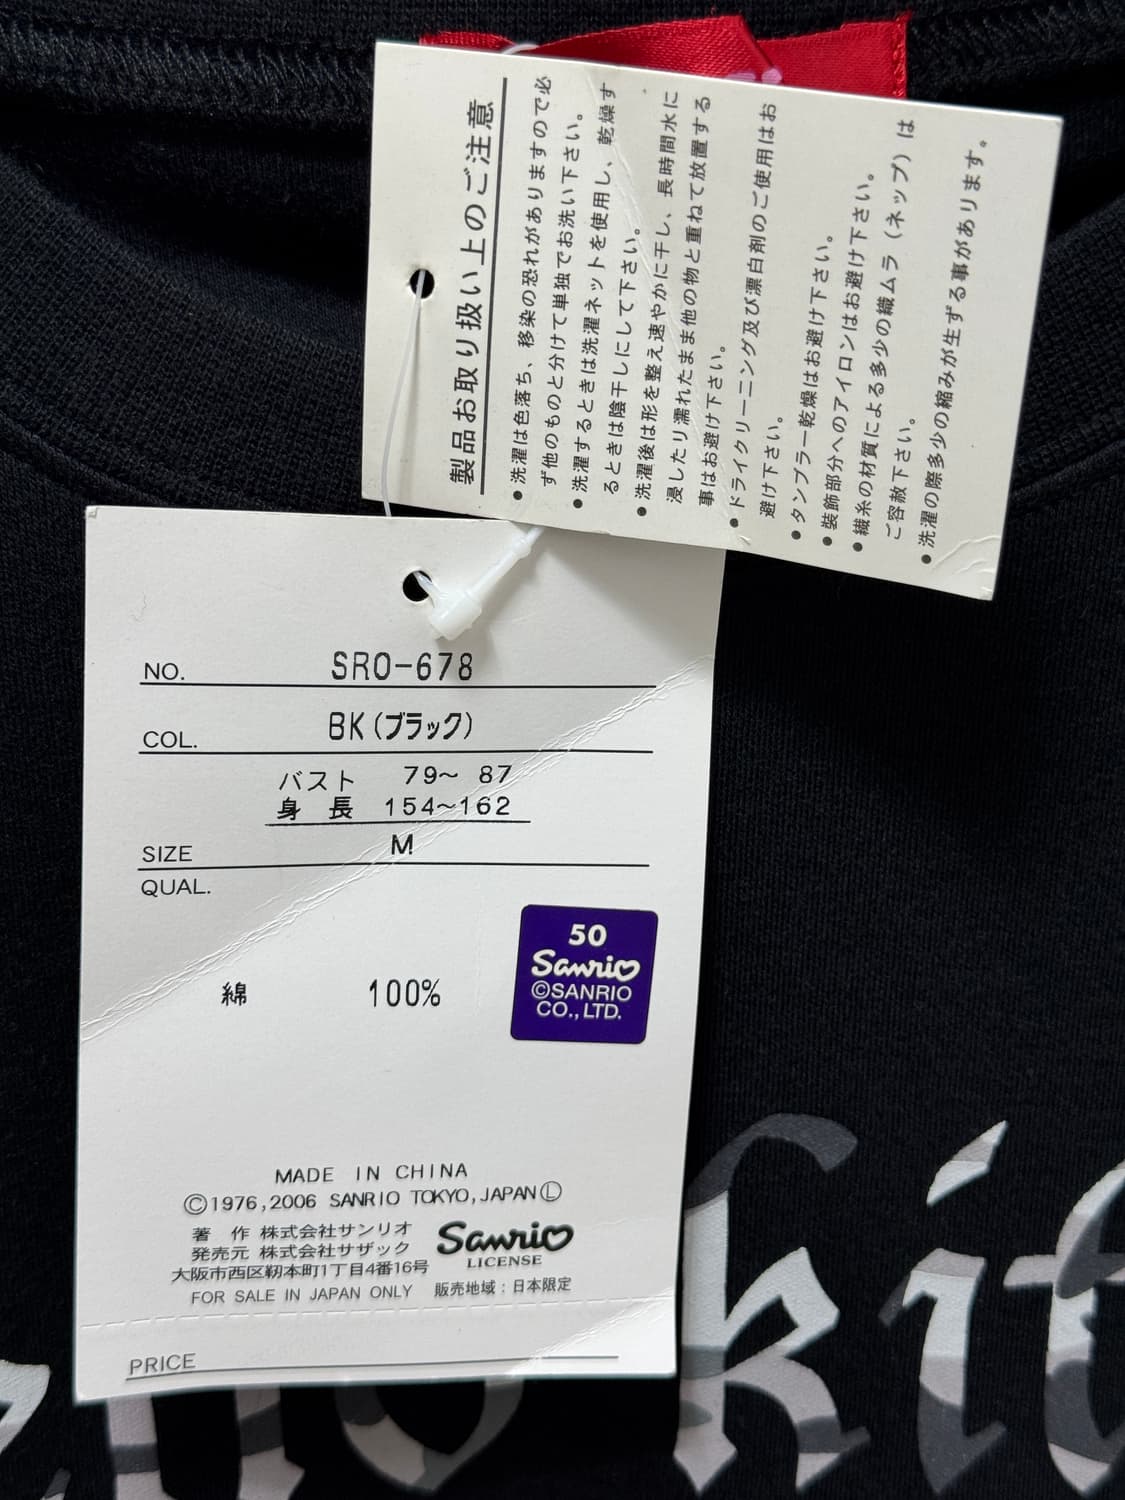 製品お取り扱い上のご注意
●洗濯は色落ち、移染の恐れがありますので必
ず他のものと分けて単独でお洗い下さい。
●洗濯するときは洗濯ネットを使用し、乾燥す
るときは陰干しにして下さい。
●洗濯後は形を整え速やかに干し、長時間水に
浸したり濡れたまま他の物と重ねて放置する
事はお避け下さい。
●ドライクリーニング及び漂白剤のご使用はお
避け下さい。
●タンブラー乾燥はお避け下さい。
●装飾部分へのアイロンはお避け下さい。
●織糸の材質による多少の織ムラ（ネップ）は
ご容赦下さい。
●洗濯の際多少の縮みが生ずる事があります。
NO. SRO-678
COL. BK(ブラック)
バスト 79~ 87
身 長 154~162
SIZE M
QUAL.
綿 100%
50
Sanrio
©SANRIO
CO.,LTD.
MADE IN CHINA
©1976,2006 SANRIO TOKYO,JAPAN Ⓛ
著 作 株式会社サンリオ
発売元 株式会社サザック
大阪市西区靭本町1丁目4番16号
Sanrio
LICENSE
FOR SALE IN JAPAN ONLY 販売地域：日本限定
PRICE